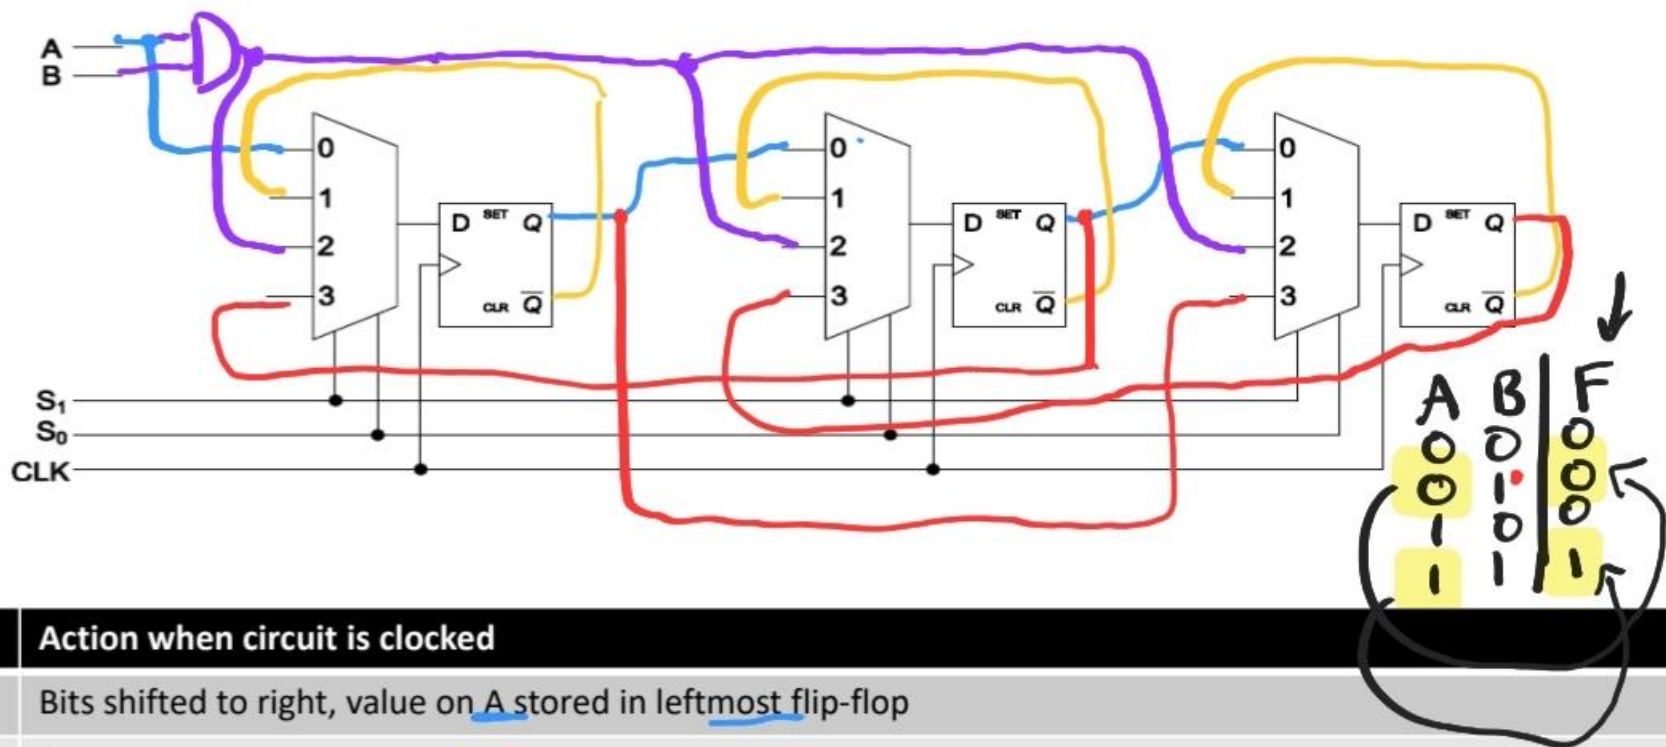 A
B
0 0 0
1 1 1
D SET Q D SET Q D SET Q
2 2 2
3 3 3
CLR Q̅ CLR Q̅ CLR Q̅
S₁
S₀
CLK
A B F
0 0 0
0 1 0
1 0 0
1 1 1
Action when circuit is clocked
Bits shifted to right, value on A stored in leftmost flip-flop